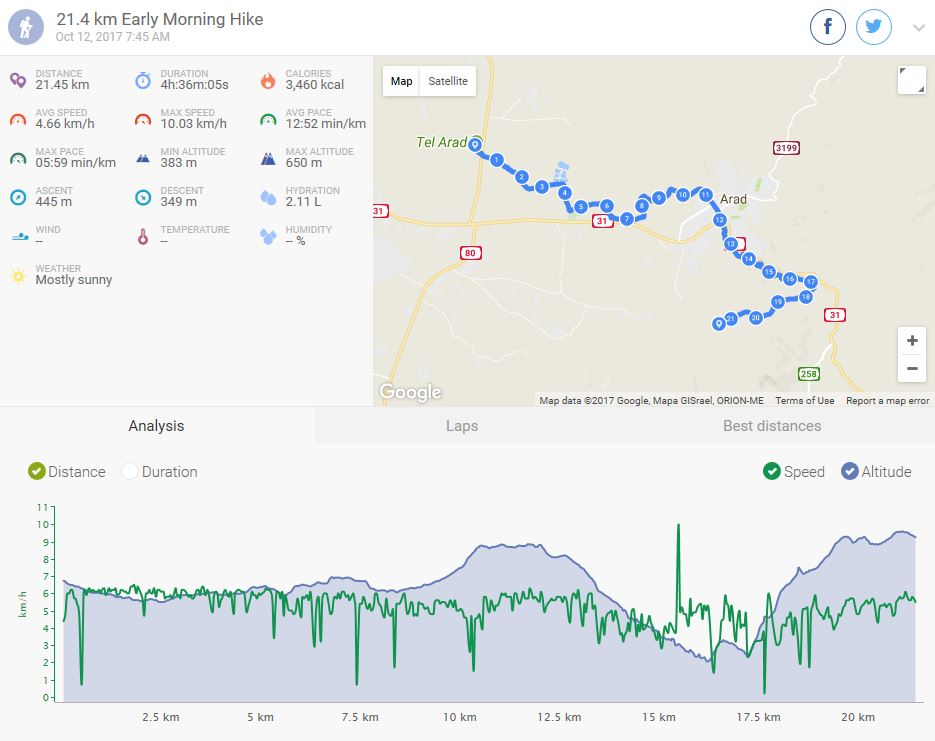 21.4 km Early Morning Hike
Oct 12, 2017 7:45 AM
f
DISTANCE
21.45 km
DURATION
4h:36m:05s
CALORIES
3,460 kcal
AVG SPEED
4.66 km/h
MAX SPEED
10.03 km/h
AVG PACE
12:52 min/km
MAX PACE
05:59 min/km
MIN ALTITUDE
383 m
MAX ALTITUDE
650 m
ASCENT
445 m
DESCENT
349 m
HYDRATION
2.11 L
WIND
--
TEMPERATURE
--
HUMIDITY
-- %
WEATHER
Mostly sunny
Map Satellite
Tel Arad
3199
1
2
3
4
5
6
7
8
9
10
11
Arad
12
13
14
15
16
17
18
19
20
21
31
31
80
31
258
+
−
Google
Map data ©2017 Google, Mapa GISrael, ORION-ME Terms of Use Report a map error
Analysis Laps Best distances
Distance Duration Speed Altitude
km/h
11
10
9
8
7
6
5
4
3
2
1
0
2.5 km 5 km 7.5 km 10 km 12.5 km 15 km 17.5 km 20 km